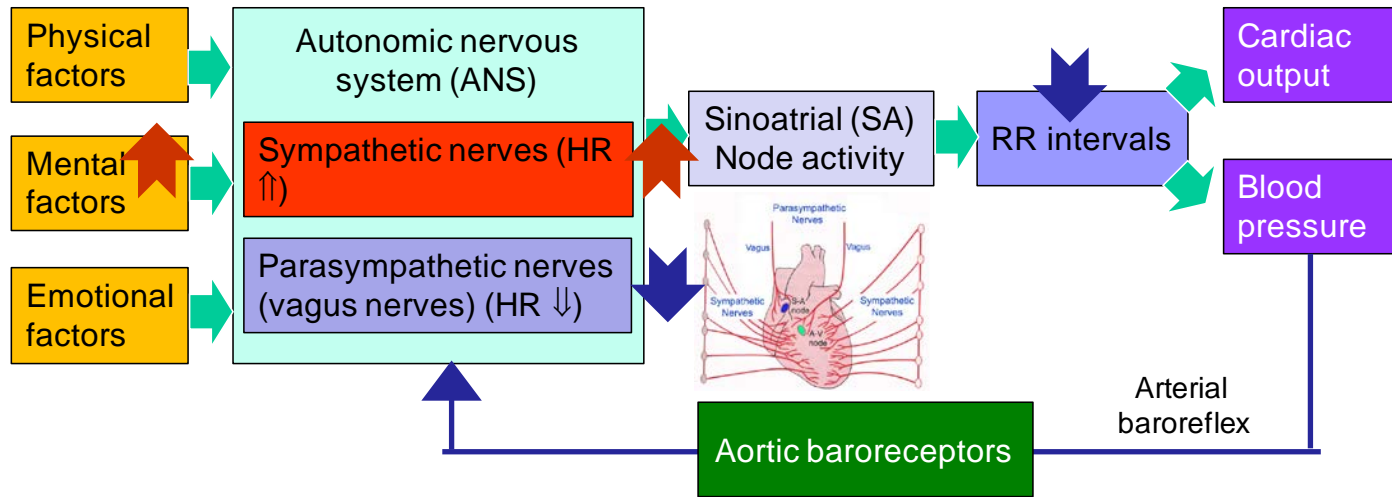 Physical
factors
Mental
factors
Emotional
factors
Autonomic nervous
system (ANS)
Sympathetic nerves (HR
⇑)
Parasympathetic nerves
(vagus nerves) (HR ⇓)
Sinoatrial (SA)
Node activity
RR intervals
Cardiac
output
Blood
pressure
Parasympathetic
Nerves
Vagus
Vagus
Sympathetic
Nerves
Sympathetic
Nerves
S-A
node
A-V
node
Arterial
baroreflex
Aortic baroreceptors